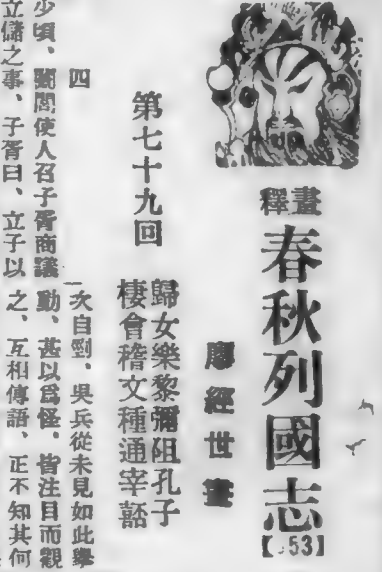 畫釋
春秋列國志
【53】
廖經世畫
第七十九回
歸女樂黎彌阻孔子
棲會稽文種通宰嚭
四
少頃、闔閭使人召子胥商議
立儲之事、子胥曰、立子以
一次自剄、吳兵從未見如此舉
動、甚以爲怪、皆注目而觀
之、互相傳語、正不知其何